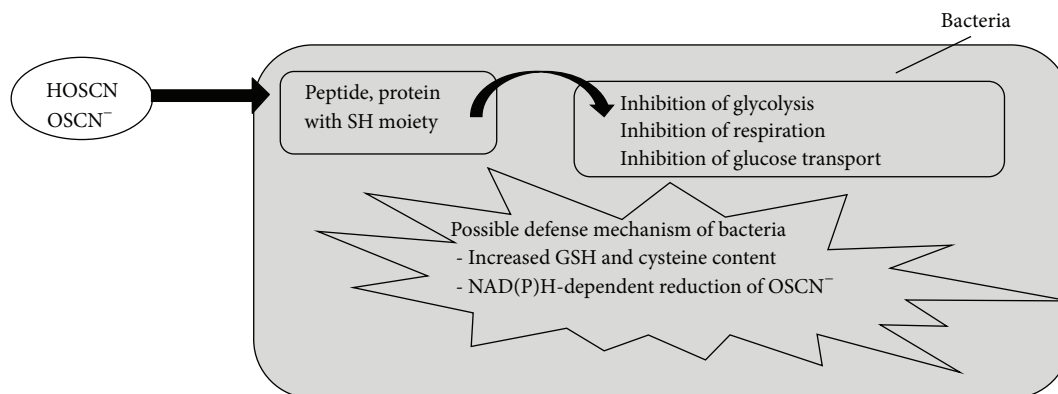 Bacteria
HOSCN
OSCN⁻
Peptide, protein
with SH moiety
Inhibition of glycolysis
Inhibition of respiration
Inhibition of glucose transport
Possible defense mechanism of bacteria
- Increased GSH and cysteine content
- NAD(P)H-dependent reduction of OSCN⁻